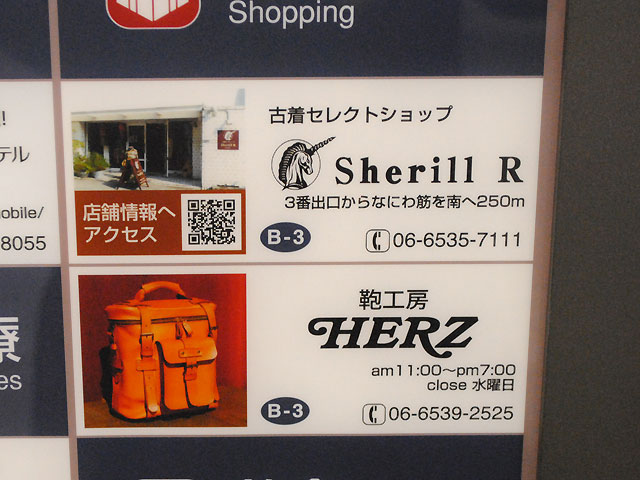 Shopping
!
テル
obile/
8055
es
古着セレクトショップ
Sherill R
3番出口からなにわ筋を南へ250m
店舗情報へ
アクセス
B-3
06-6535-7111
鞄工房
HERZ
am11:00〜pm7:00
close 水曜日
B-3
06-6539-2525